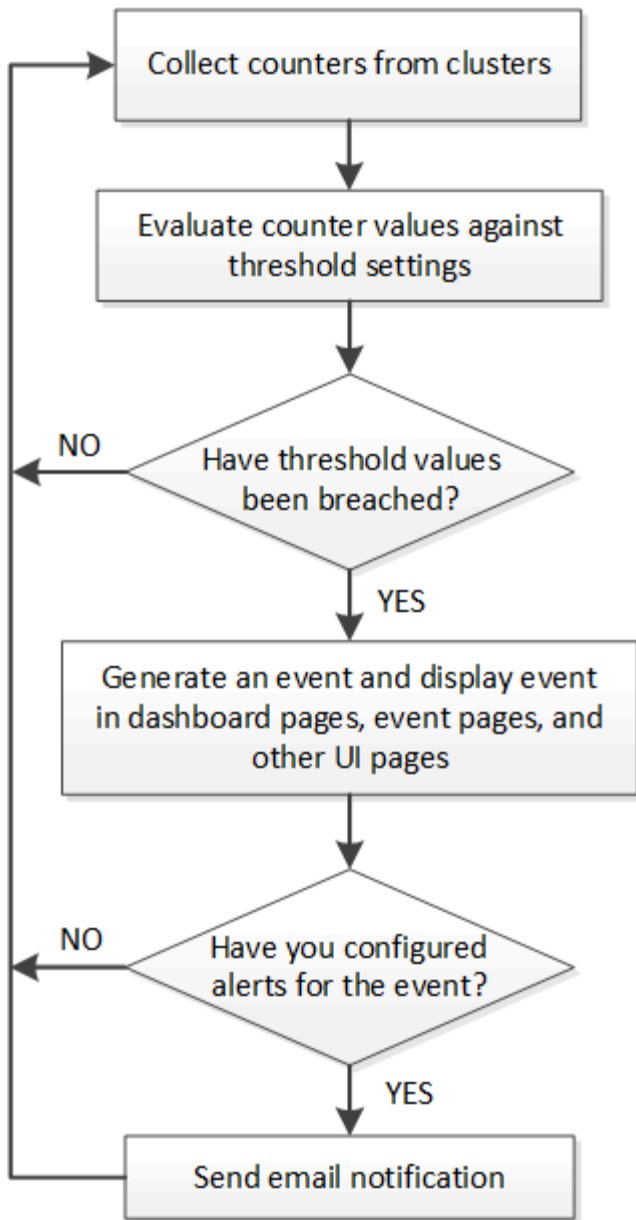 Collect counters from clusters
Evaluate counter values against
threshold settings
NO
Have threshold values
been breached?
YES
Generate an event and display event
in dashboard pages, event pages, and
other UI pages
NO
Have you configured
alerts for the event?
YES
Send email notification